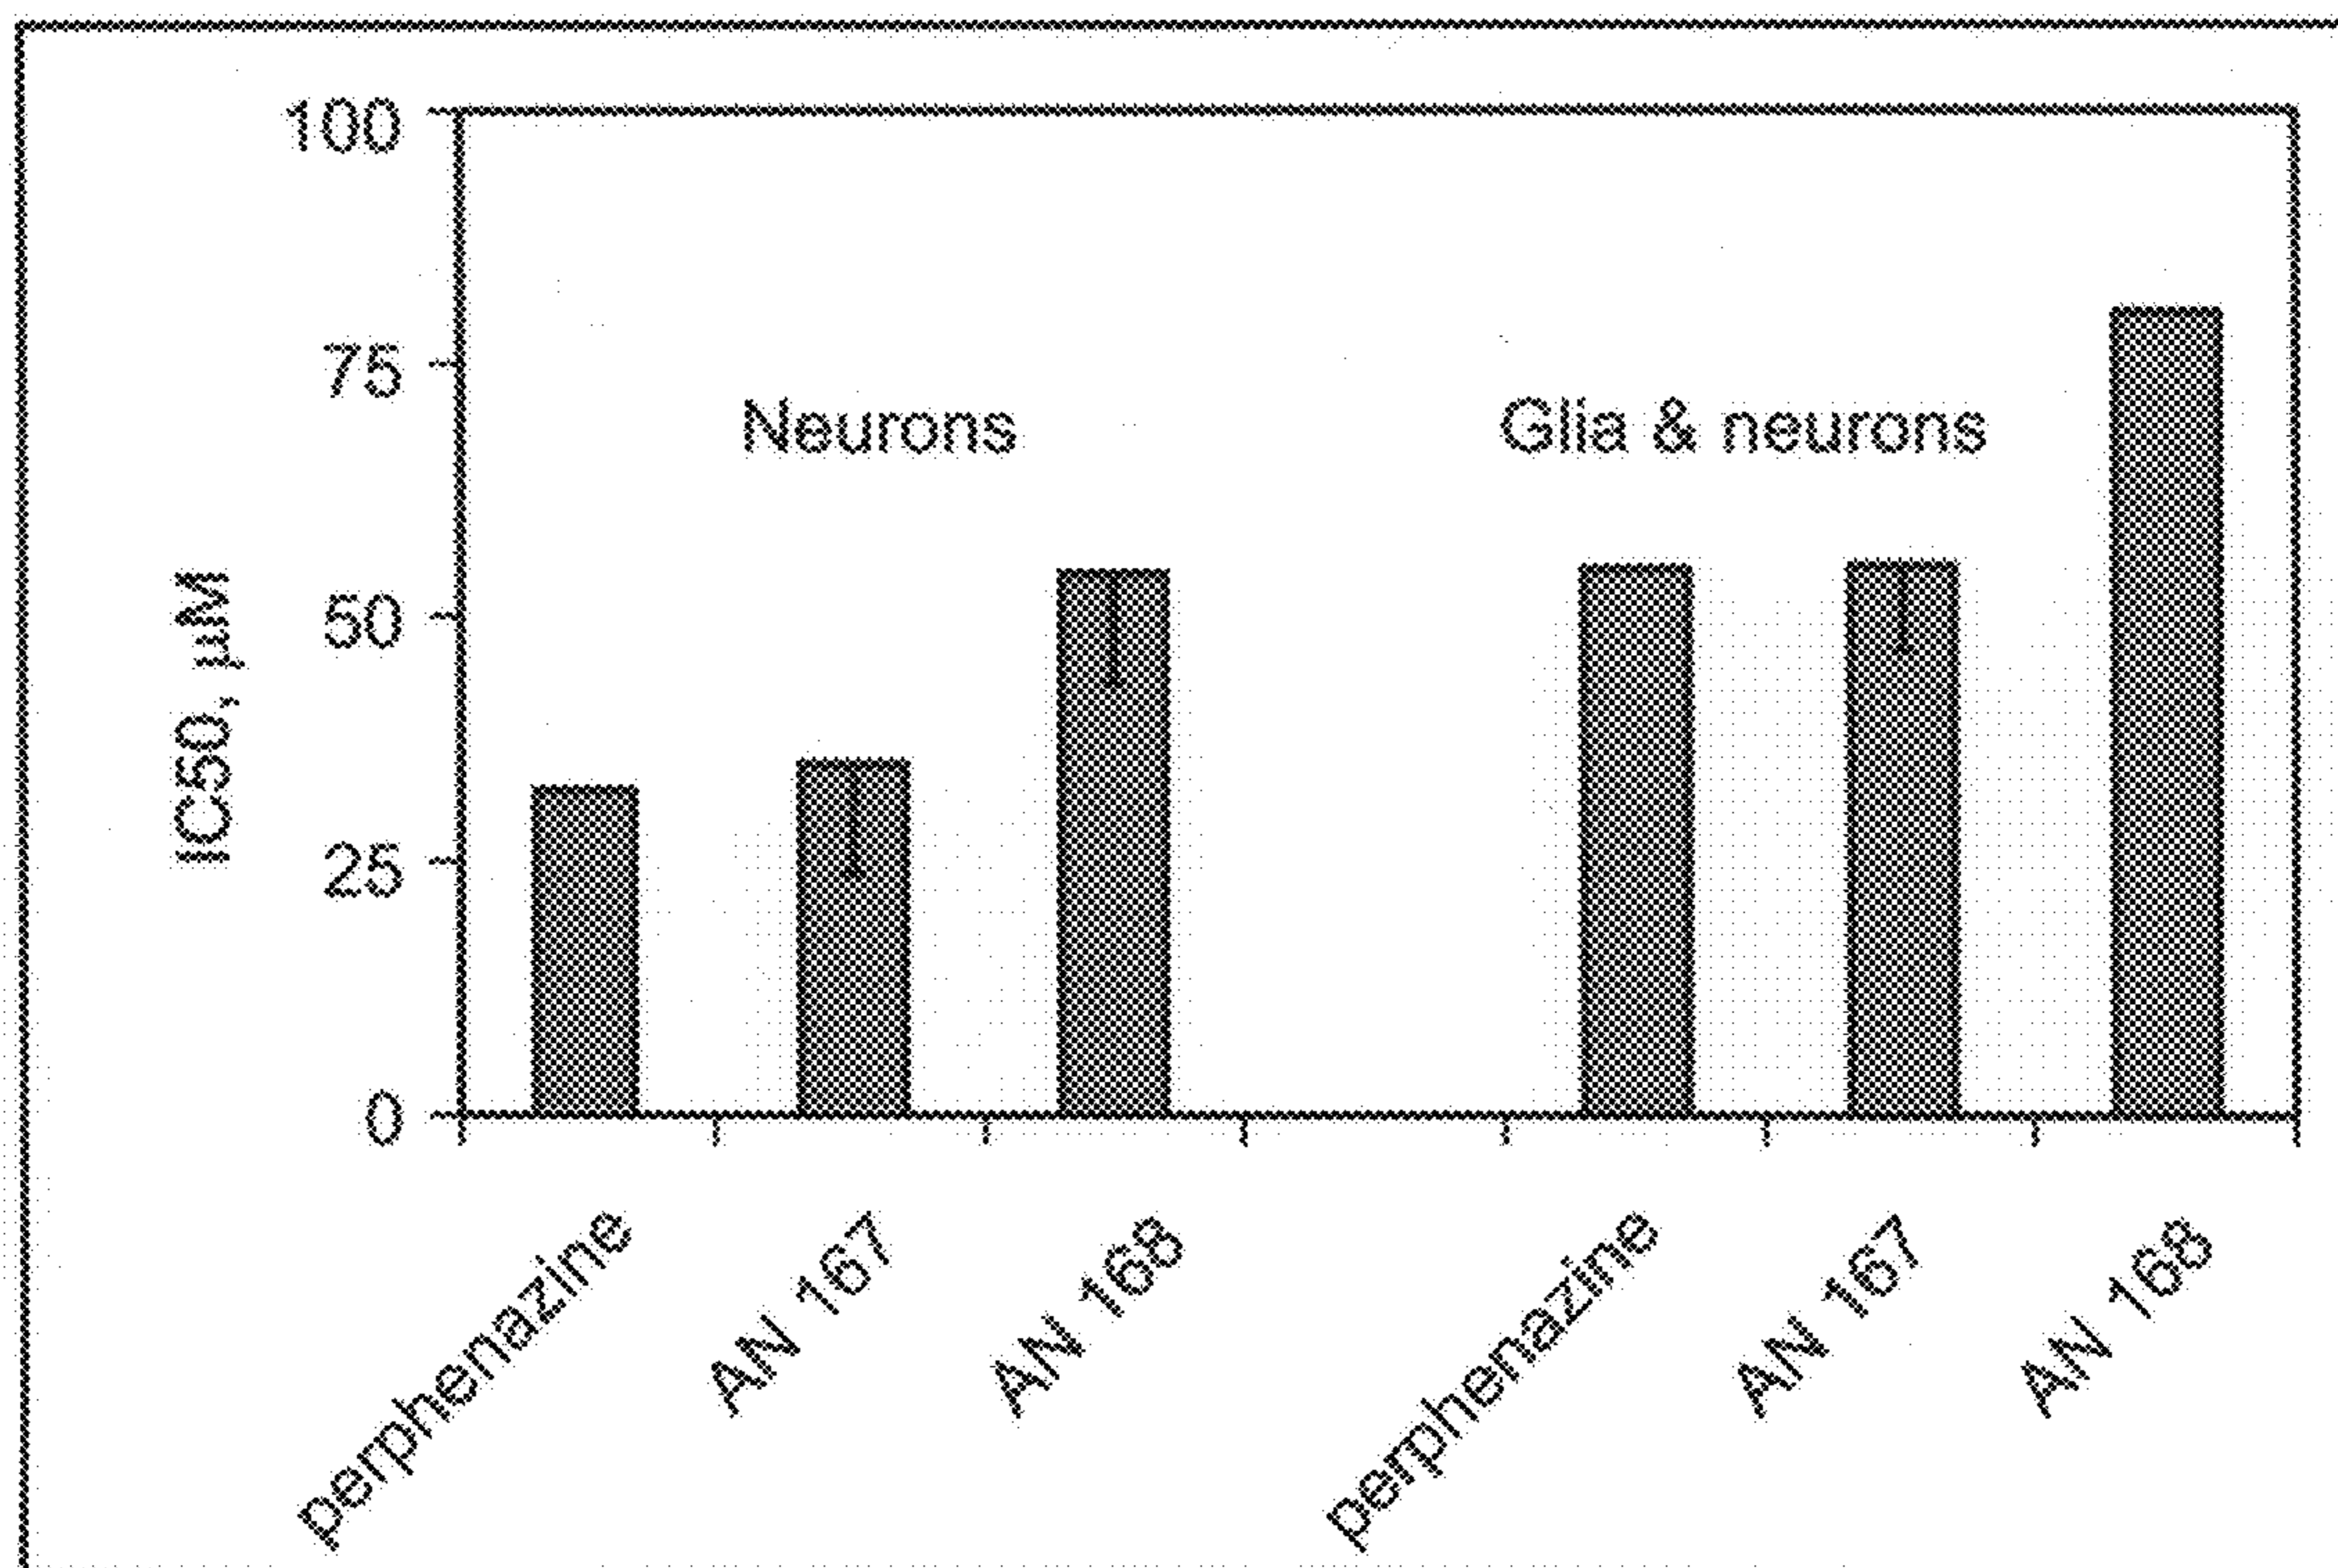 100
75
50
25
0
IC50, µM
Neurons
Glia & neurons
perphenazine
AN 167
AN 168
perphenazine
AN 167
AN 168